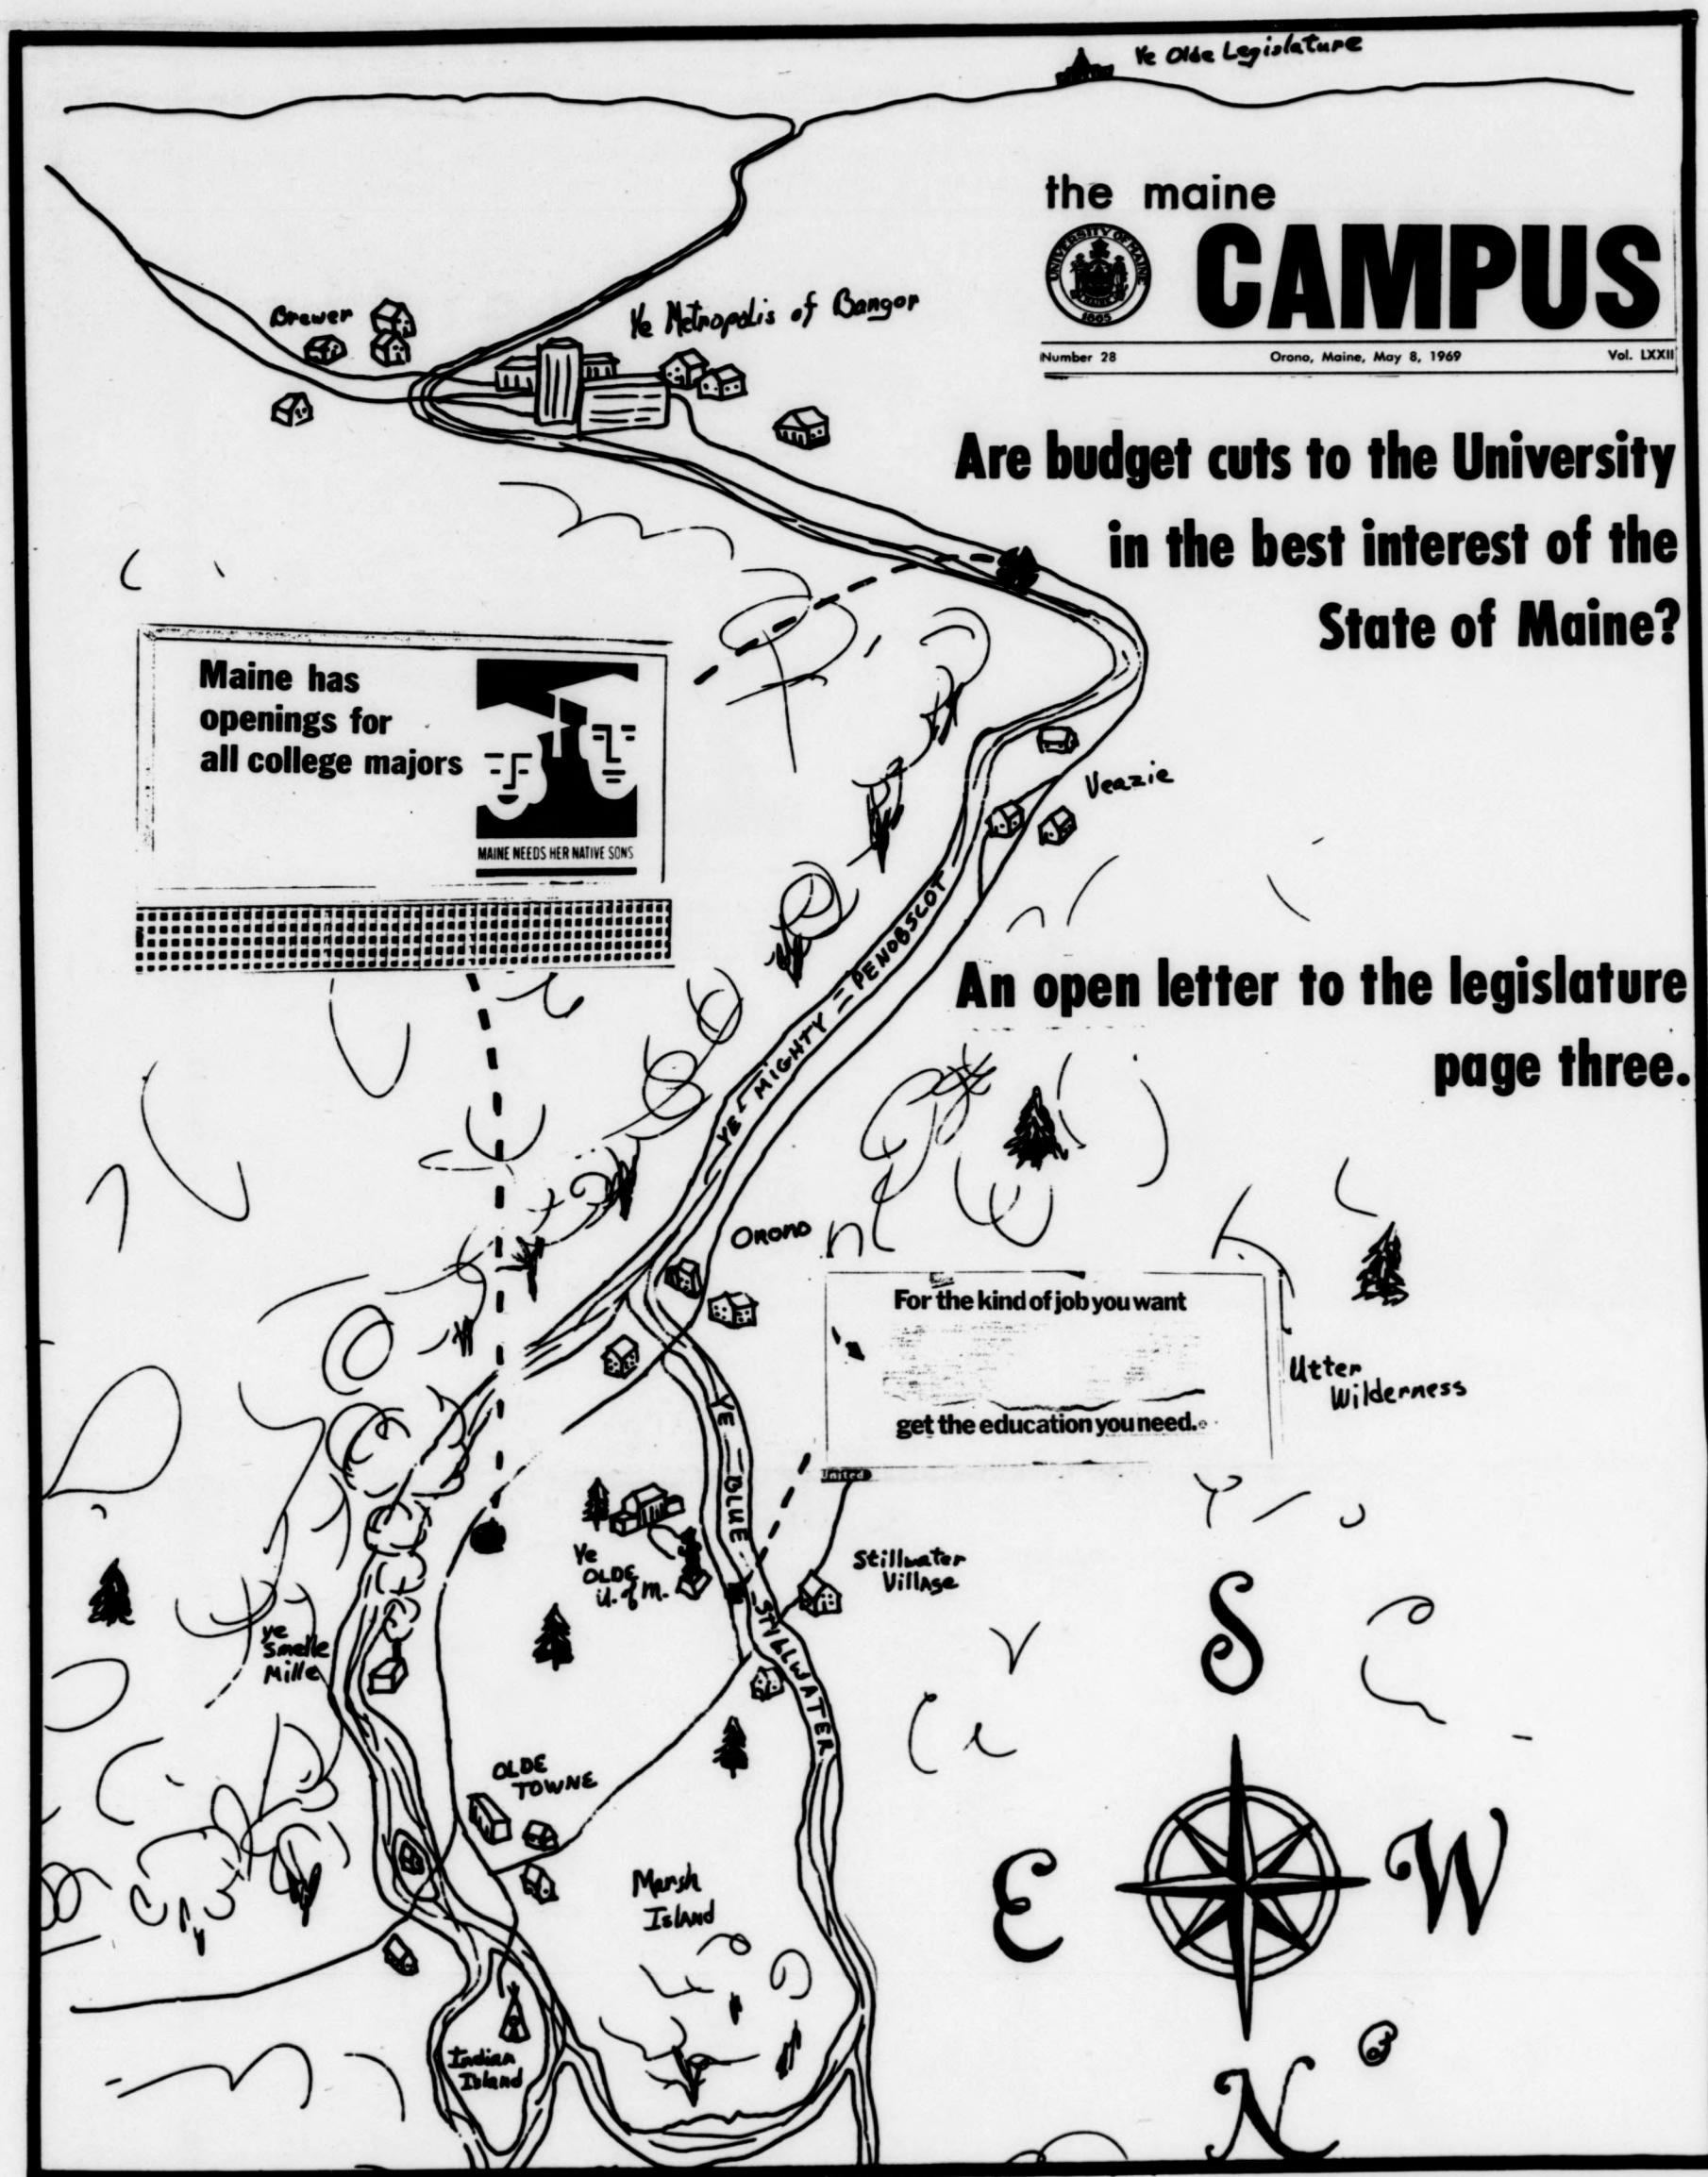 Ye Olde Legislature
the maine
CAMPUS
UNIVERSITY OF MAINE
1865
Number 28 Orono, Maine, May 8, 1969 Vol. LXXII
Brewer
Ye Metropolis of Bangor
Are budget cuts to the University
in the best interest of the
State of Maine?
Maine has
openings for
all college majors
MAINE NEEDS HER NATIVE SONS
Veazie
YE MIGHTY PENOBSCOT
An open letter to the legislature
page three.
Orono
For the kind of job you want
get the education you need.
United
Utter
Wilderness
YE BLUE STILLWATER
Ye
OLDE
U. of M.
Stillwater
Village
ye
Smelle
Mille
S
OLDE
TOWNE
Marsh
Island
E
W
Indian
Island
N